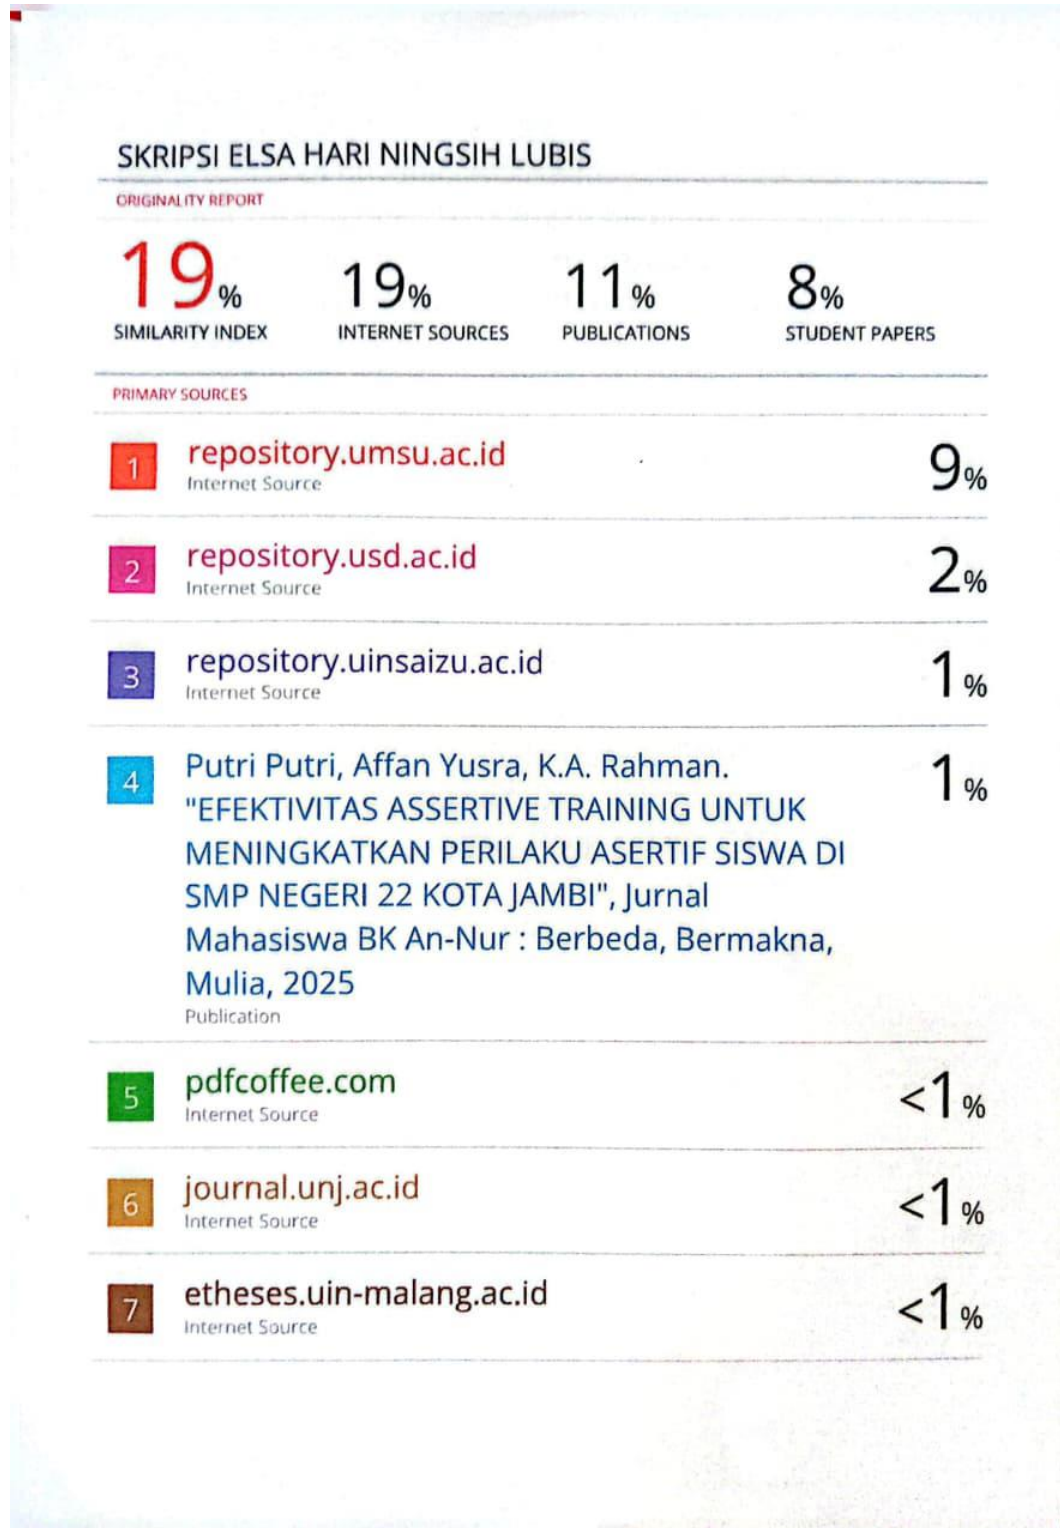 SKRIPSI ELSA HARI NINGSIH LUBIS
ORIGINALITY REPORT
19% 19% 11% 8%
SIMILARITY INDEX INTERNET SOURCES PUBLICATIONS STUDENT PAPERS
PRIMARY SOURCES
1 repository.umsu.ac.id 9%
Internet Source
2 repository.usd.ac.id 2%
Internet Source
3 repository.uinsaizu.ac.id 1%
Internet Source
4 Putri Putri, Affan Yusra, K.A. Rahman. 1%
"EFEKTIVITAS ASSERTIVE TRAINING UNTUK
MENINGKATKAN PERILAKU ASERTIF SISWA DI
SMP NEGERI 22 KOTA JAMBI", Jurnal
Mahasiswa BK An-Nur : Berbeda, Bermakna,
Mulia, 2025
Publication
5 pdfcoffee.com <1%
Internet Source
6 journal.unj.ac.id <1%
Internet Source
7 etheses.uin-malang.ac.id <1%
Internet Source